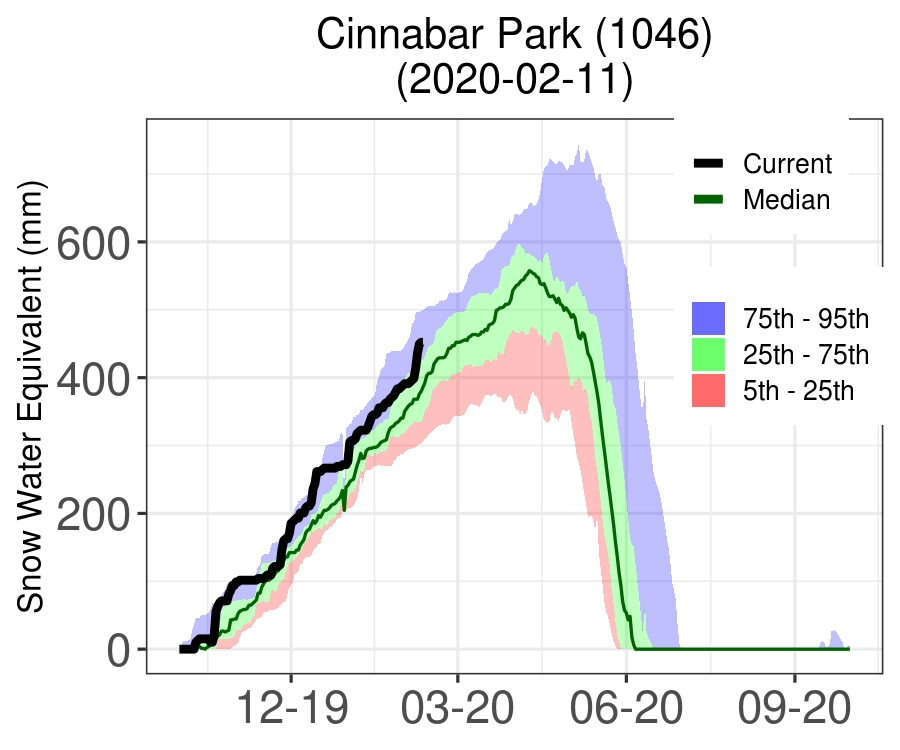 Cinnabar Park (1046)
(2020-02-11)
Snow Water Equivalent (mm)
600
400
200
0
12-19
03-20
06-20
09-20
Current
Median
75th - 95th
25th - 75th
5th - 25th